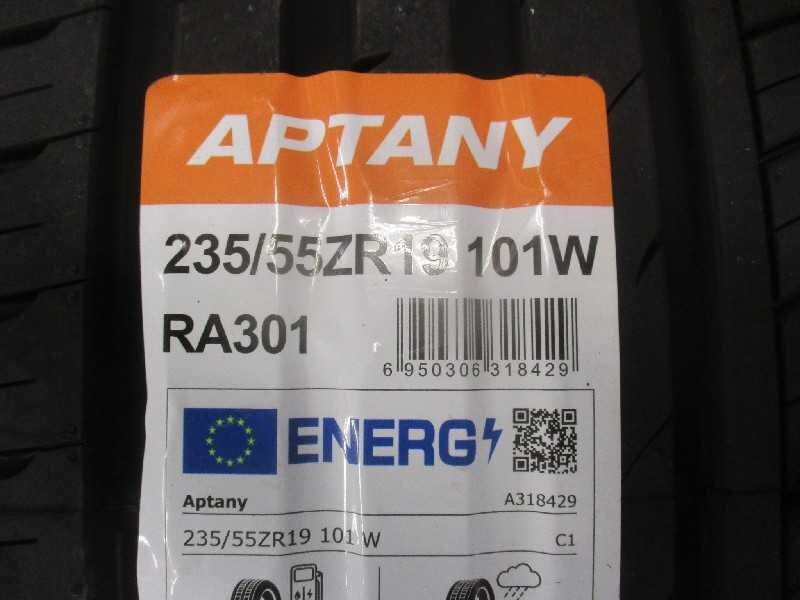 APTANY
235/55ZR19 101W
RA301
6 950306 318429
ENERG
Aptany A318429
235/55ZR19 101 W C1